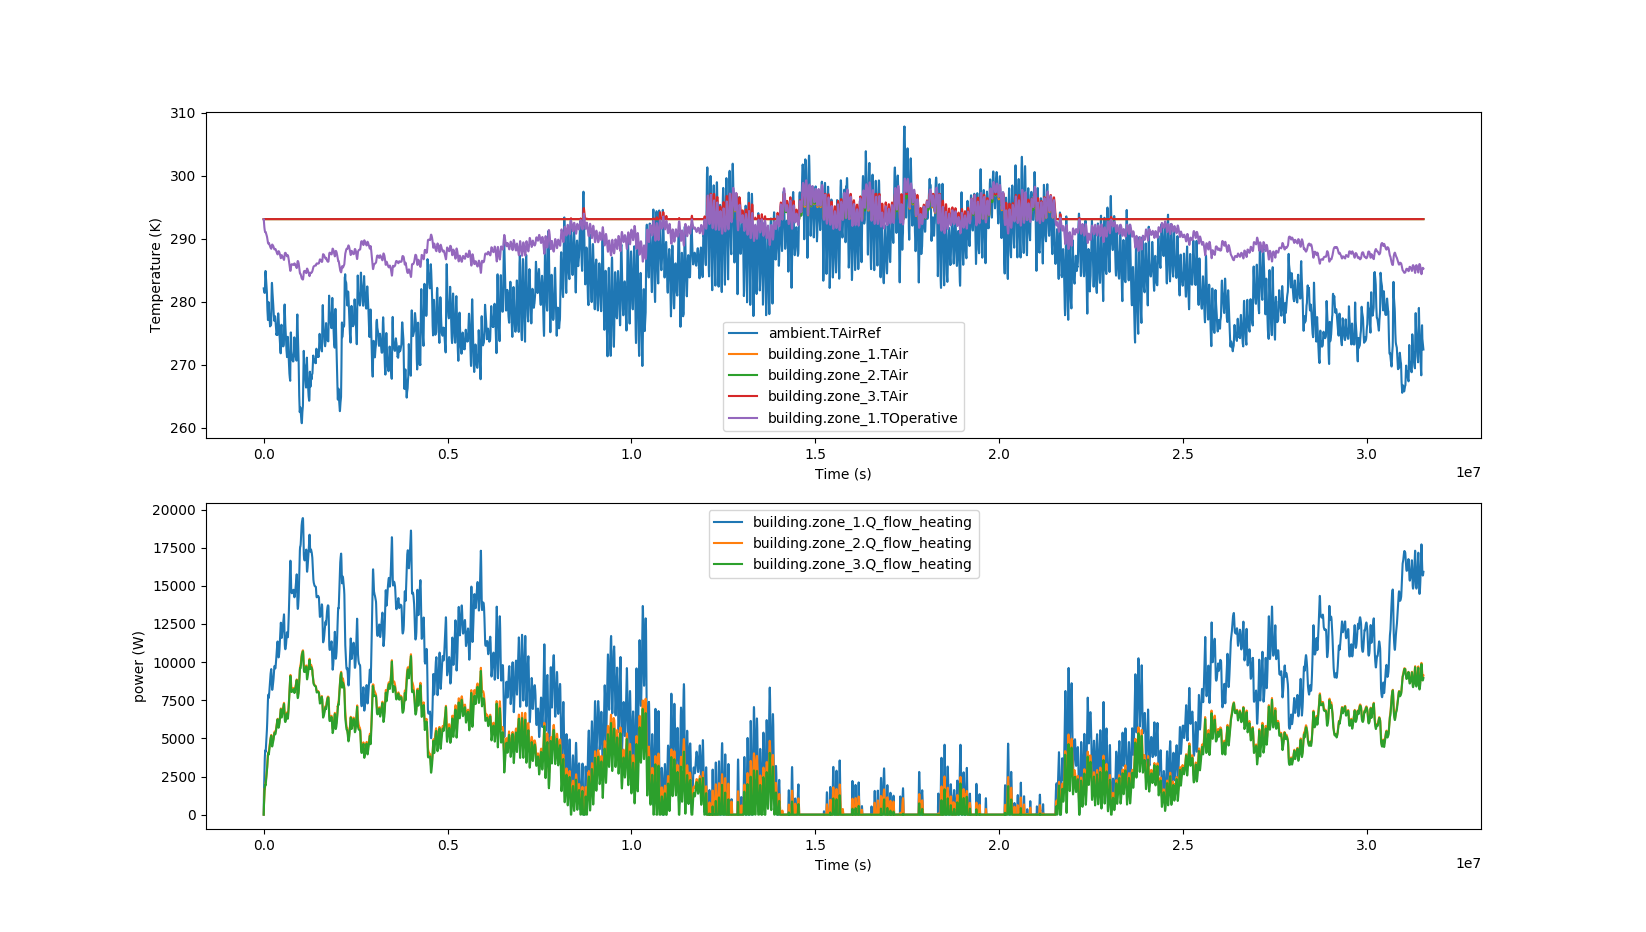 310
300
290
280
270
260
Temperature (K)
ambient.TAirRef
building.zone_1.TAir
building.zone_2.TAir
building.zone_3.TAir
building.zone_1.TOperative
0.0 0.5 1.0 1.5 2.0 2.5 3.0
Time (s) 1e7
20000
17500
15000
12500
10000
7500
5000
2500
0
power (W)
building.zone_1.Q_flow_heating
building.zone_2.Q_flow_heating
building.zone_3.Q_flow_heating
0.0 0.5 1.0 1.5 2.0 2.5 3.0
Time (s) 1e7